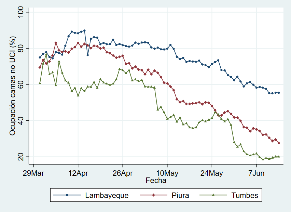 Ocupación camas no UCI (%)
100
80
60
40
20
29Mar 12Apr 26Apr 10May 24May 7Jun
Fecha
Lambayeque Piura Tumbes